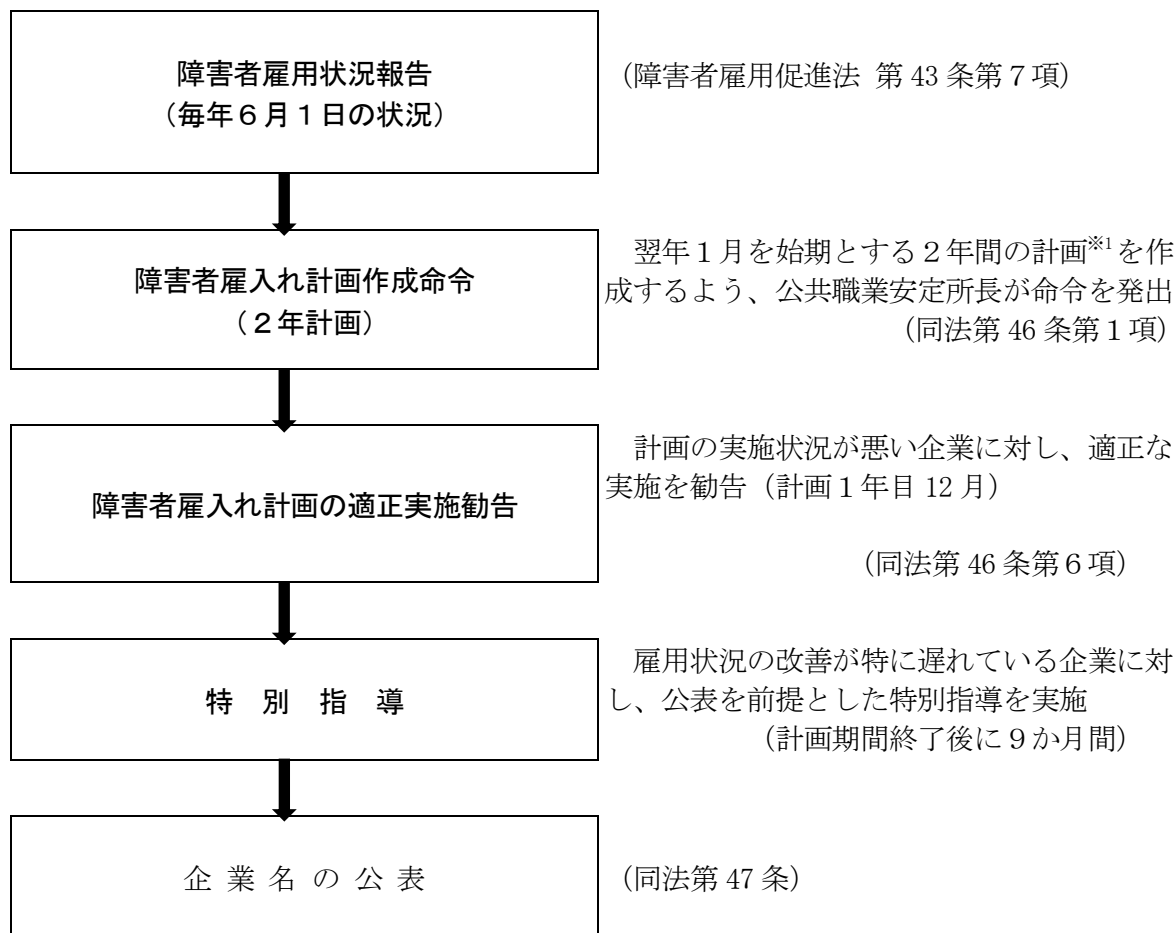 障害者雇用状況報告
（毎年６月１日の状況）
（障害者雇用促進法 第 43 条第７項）
障害者雇入れ計画作成命令
（２年計画）
翌年１月を始期とする２年間の計画※1 を作
成するよう、公共職業安定所長が命令を発出
（同法第 46 条第１項）
障害者雇入れ計画の適正実施勧告
計画の実施状況が悪い企業に対し、適正な
実施を勧告（計画１年目 12 月）
（同法第 46 条第６項）
特　別　指　導
雇用状況の改善が特に遅れている企業に対
し、公表を前提とした特別指導を実施
（計画期間終了後に９か月間）
企 業 名 の 公 表
（同法第 47 条）